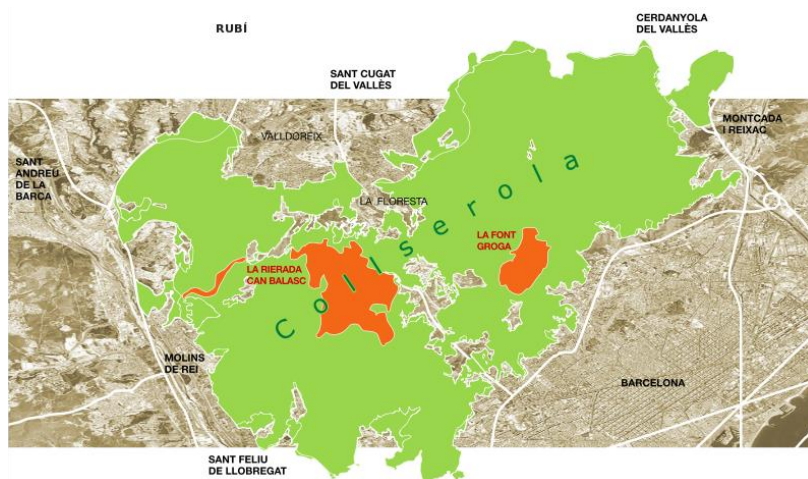 RUBÍ
CERDANYOLA
DEL VALLÈS
SANT CUGAT
DEL VALLÈS
MONTCADA
I REIXAC
VALLDOREIX
SANT
ANDREU
DE LA
BARCA
LA FLORESTA
Collserola
LA FONT
GROGA
LA RIERADA
CAN BALASC
MOLINS
DE REI
BARCELONA
SANT FELIU
DE LLOBREGAT